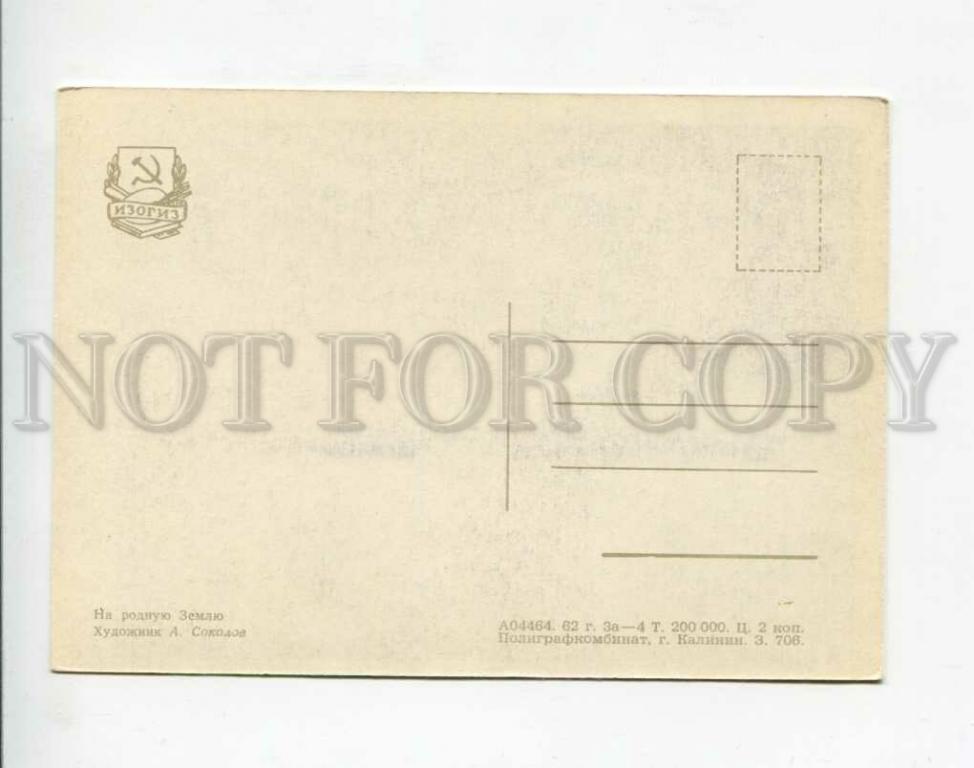 ИЗОГИЗ
NOT FOR COPY
На родную Землю
Художник А. Соколов
А04464. 62 г. 3а—4 Т. 200 000. Ц. 2 коп.
Полиграфкомбинат, г. Калинин. З. 706.